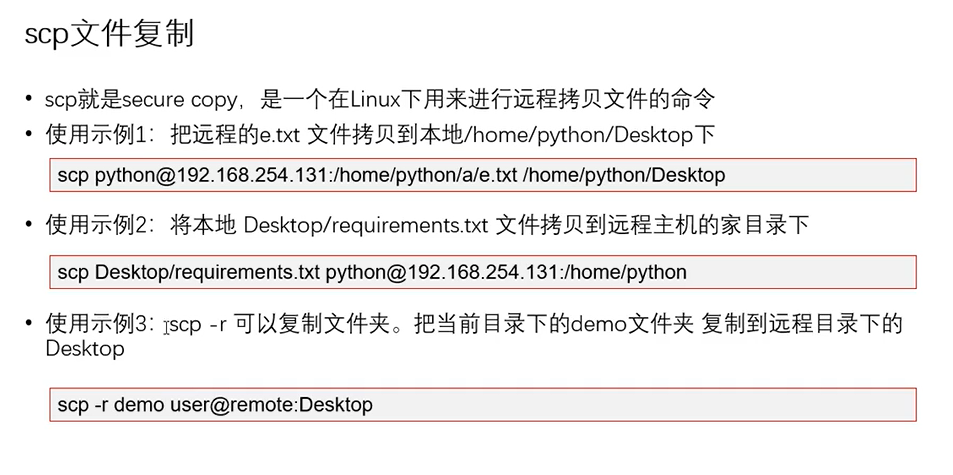 scp文件复制
• scp就是secure copy，是一个在Linux下用来进行远程拷贝文件的命令
• 使用示例1：把远程的e.txt 文件拷贝到本地/home/python/Desktop下
scp python@192.168.254.131:/home/python/a/e.txt /home/python/Desktop
• 使用示例2：将本地 Desktop/requirements.txt 文件拷贝到远程主机的家目录下
scp Desktop/requirements.txt python@192.168.254.131:/home/python
• 使用示例3：scp -r 可以复制文件夹。把当前目录下的demo文件夹 复制到远程目录下的
Desktop
scp -r demo user@remote:Desktop